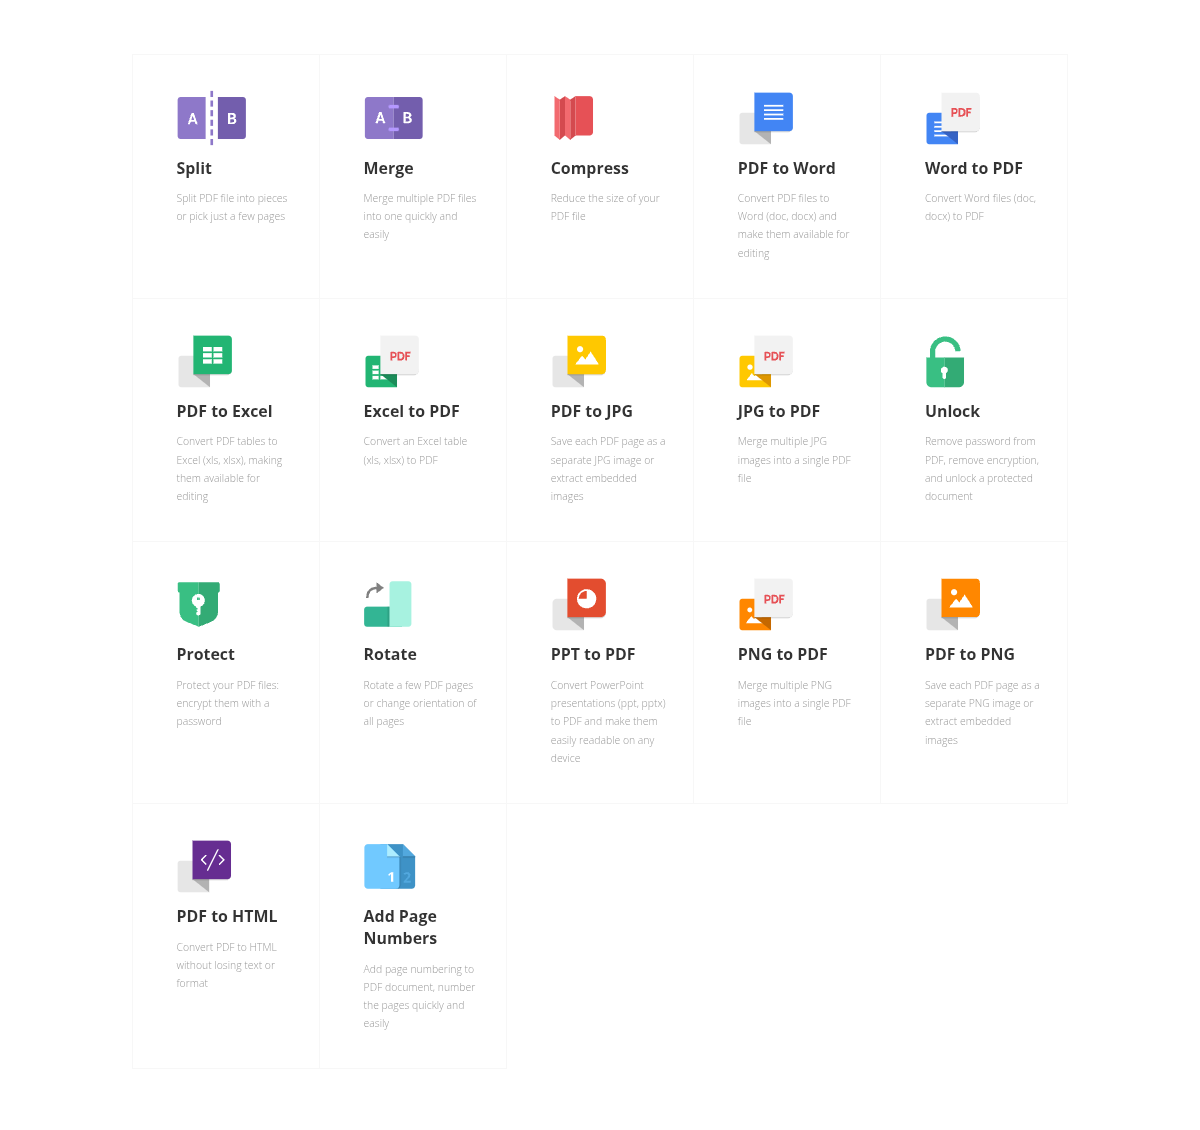 A B
Split
Split PDF file into pieces
or pick just a few pages
A B
Merge
Merge multiple PDF files
into one quickly and
easily
Compress
Reduce the size of your
PDF file
PDF to Word
Convert PDF files to
Word (doc, docx) and
make them available for
editing
PDF
Word to PDF
Convert Word files (doc,
docx) to PDF
PDF to Excel
Convert PDF tables to
Excel (xls, xlsx), making
them available for
editing
PDF
Excel to PDF
Convert an Excel table
(xls, xlsx) to PDF
PDF to JPG
Save each PDF page as a
separate JPG image or
extract embedded
images
PDF
JPG to PDF
Merge multiple JPG
images into a single PDF
file
Unlock
Remove password from
PDF, remove encryption,
and unlock a protected
document
Protect
Protect your PDF files:
encrypt them with a
password
Rotate
Rotate a few PDF pages
or change orientation of
all pages
PPT to PDF
Convert PowerPoint
presentations (ppt, pptx)
to PDF and make them
easily readable on any
device
PDF
PNG to PDF
Merge multiple PNG
images into a single PDF
file
PDF to PNG
Save each PDF page as a
separate PNG image or
extract embedded
images
</>
PDF to HTML
Convert PDF to HTML
without losing text or
format
1 2
Add Page
Numbers
Add page numbering to
PDF document, number
the pages quickly and
easily